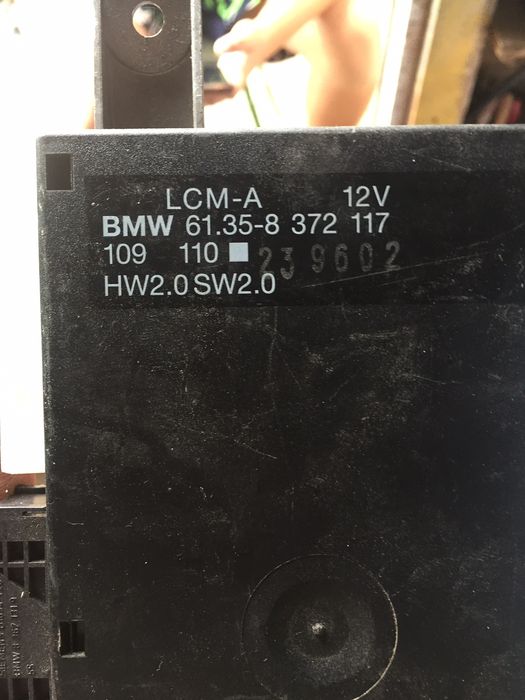 LCM-A 12V
BMW 61.35-8 372 117
109 110 239602
HW2.0 SW2.0